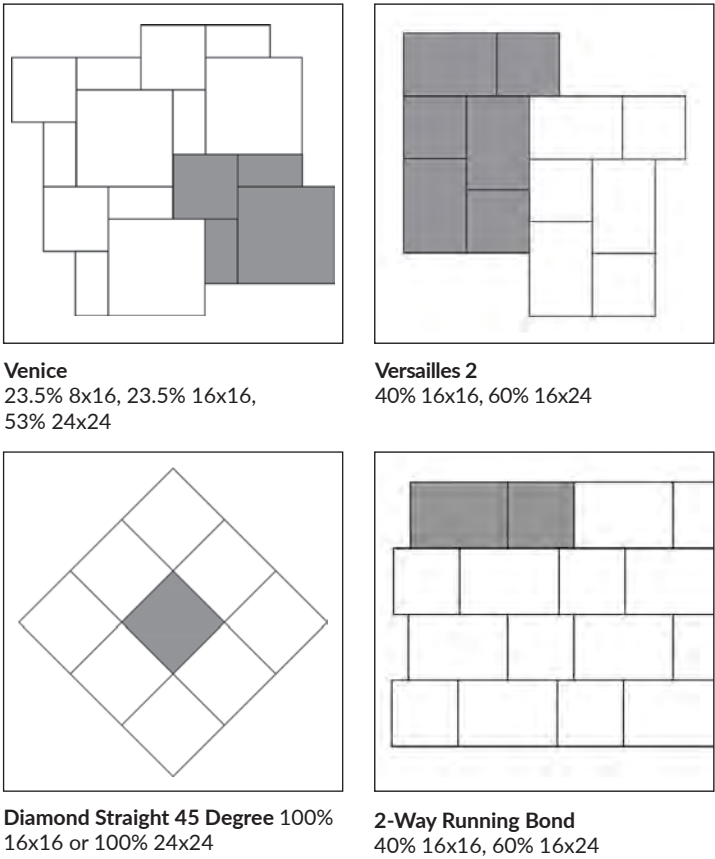 Venice
23.5% 8x16, 23.5% 16x16,
53% 24x24
Versailles 2
40% 16x16, 60% 16x24
Diamond Straight 45 Degree 100%
16x16 or 100% 24x24
2-Way Running Bond
40% 16x16, 60% 16x24